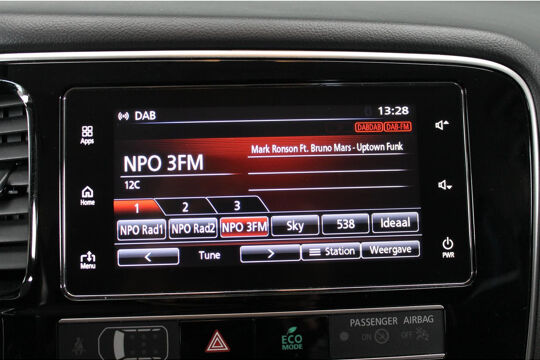 DAB
13:28
DABDAB DAB-FM
Apps
Mark Ronson Ft. Bruno Mars - Uptown Funk
NPO 3FM
12C
Home
1 2 3
NPO Rad1 NPO Rad2 NPO 3FM Sky 538 Ideaal
< Tune > Station Weergave
Menu
PWR
PASSENGER AIRBAG
ON OFF
ECO
MODE